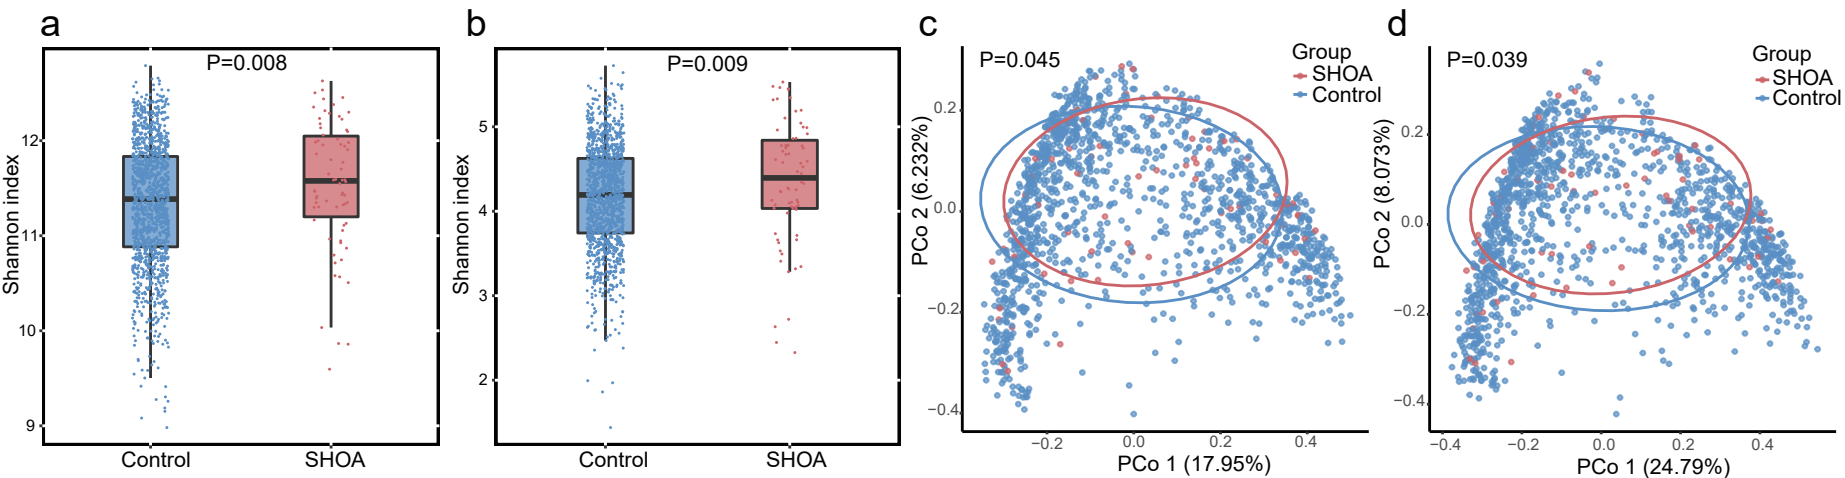 a
P=0.008
Shannon index
12
11
10
9
Control
SHOA
b
P=0.009
Shannon index
5
4
3
2
Control
SHOA
c
P=0.045
Group
SHOA
Control
PCo 2 (6.232%)
0.2
0.0
−0.2
−0.4
−0.2
0.0
0.2
0.4
PCo 1 (17.95%)
d
P=0.039
Group
SHOA
Control
PCo 2 (8.073%)
0.2
0.0
−0.2
−0.4
−0.4
−0.2
0.0
0.2
0.4
PCo 1 (24.79%)